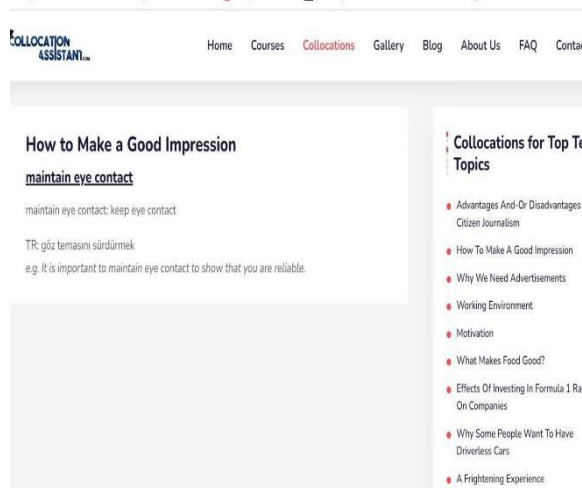 COLLOCATION
ASSISTANT.COM
Home Courses Collocations Gallery Blog About Us FAQ
How to Make a Good Impression
maintain eye contact
maintain eye contact: keep eye contact
TR: göz temasını sürdürmek
e.g. It is important to maintain eye contact to show that you are reliable.
Collocations for Top
Topics
Advantages And-Or Disadvantages
Citizen Journalism
How To Make A Good Impression
Why We Need Advertisements
Working Environment
Motivation
What Makes Food Good?
Effects Of Investing In Formula 1
On Companies
Why Some People Want To Have
Driverless Cars
A Frightening Experience